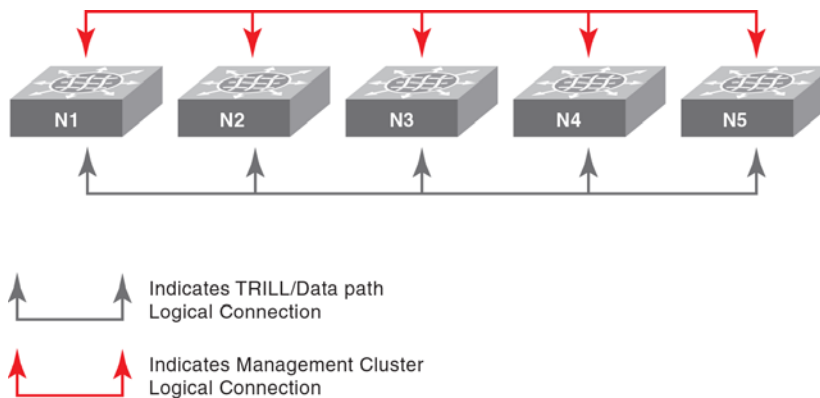 N1
N2
N3
N4
N5
Indicates TRILL/Data path
Logical Connection
Indicates Management Cluster
Logical Connection